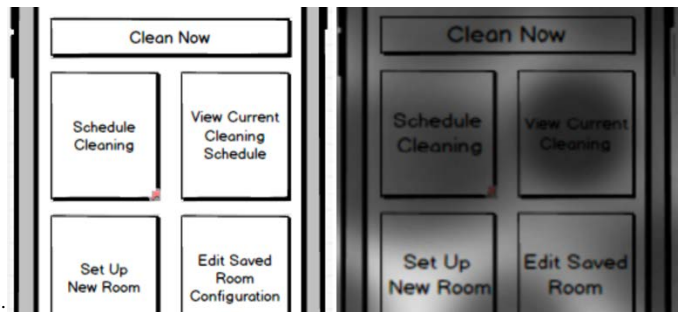 Clean Now
Schedule
Cleaning
View Current
Cleaning
Schedule
Set Up
New Room
Edit Saved
Room
Configuration
Clean Now
Schedule
Cleaning
View Current
Cleaning
Set Up
New Room
Edit Saved
Room